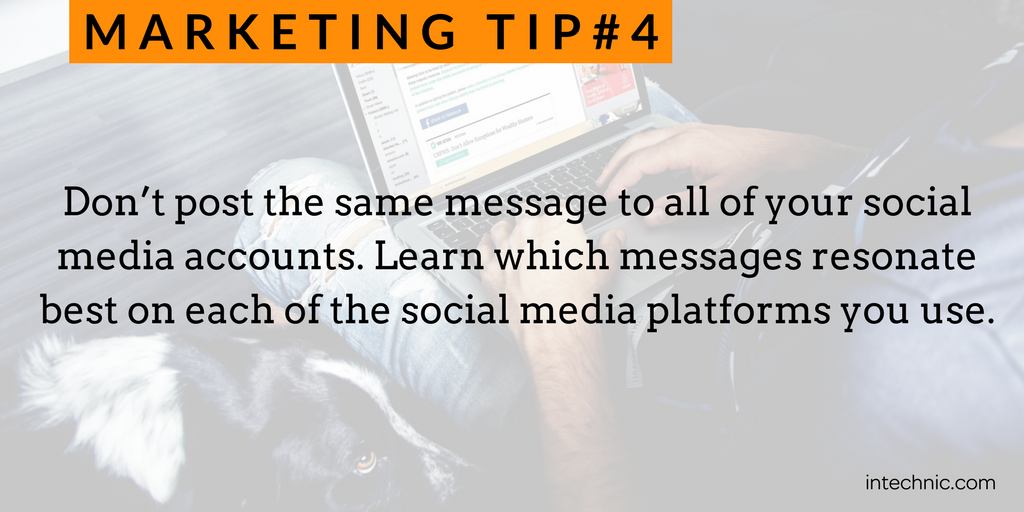 MARKETING TIP#4
Don’t post the same message to all of your social
media accounts. Learn which messages resonate
best on each of the social media platforms you use.
intechnic.com